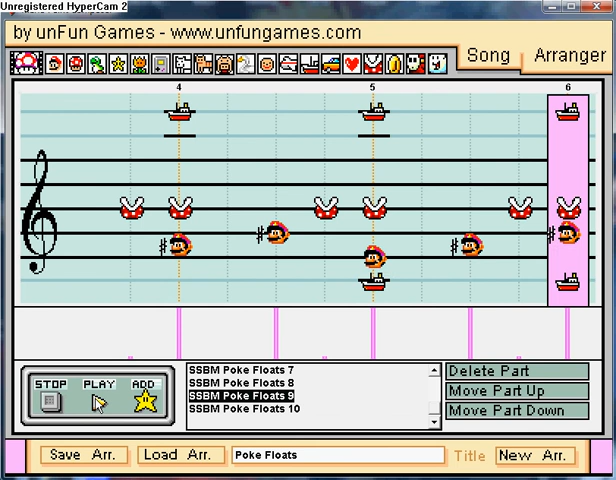 Unregistered HyperCam 2
by unFun Games - www.unfungames.com
Song
Arranger
4 5 6
SSBM Poke Floats 7
SSBM Poke Floats 8
SSBM Poke Floats 9
SSBM Poke Floats 10
STOP PLAY ADD
Delete Part
Move Part Up
Move Part Down
Save Arr.
Load Arr.
Poke Floats
Title
New Arr.